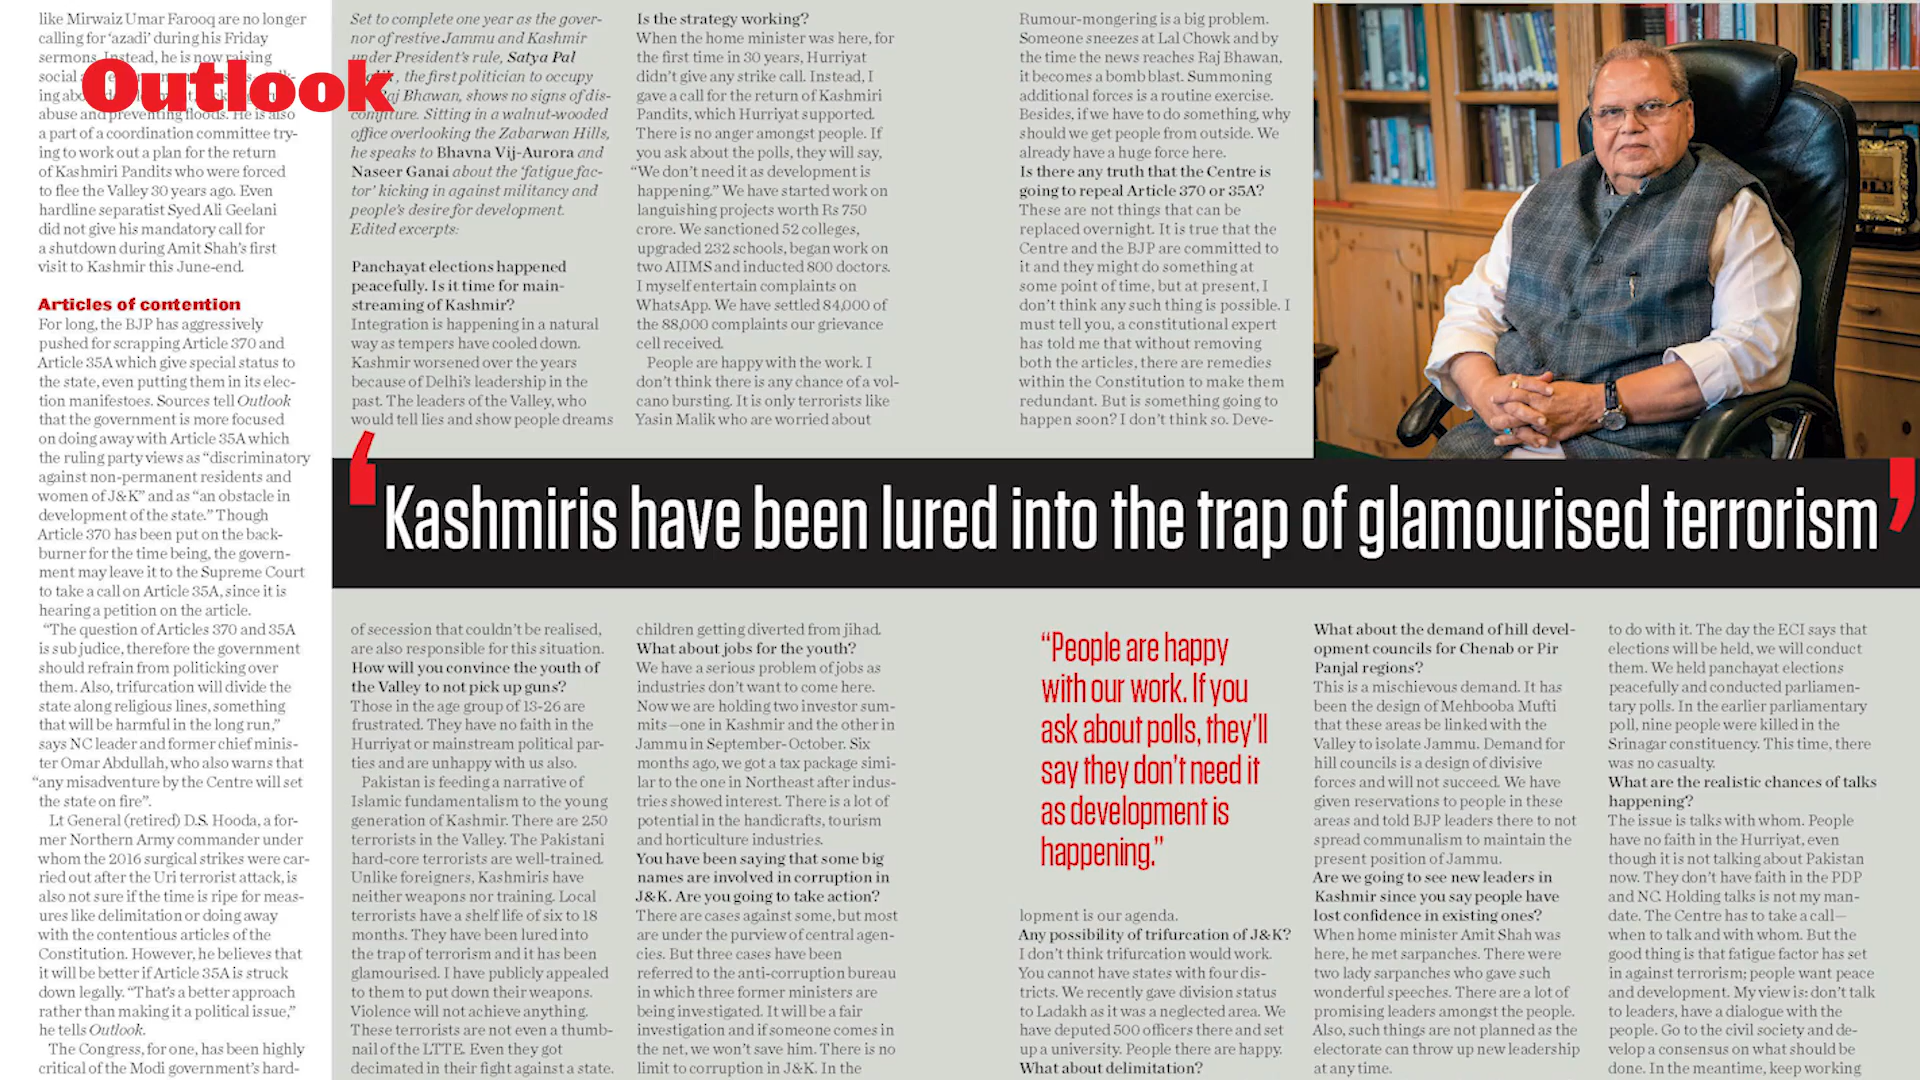 like Mirwaiz Umar Farooq are no longer
calling for ‘azadi’ during his Friday
sermons. Instead, he is now raising
social
ing
abuse and preventing floods. He is also
a part of a coordination committee try-
ing to work out a plan for the return
of Kashmiri Pandits who were forced
to flee the Valley 30 years ago. Even
hardline separatist Syed Ali Geelani
did not give his mandatory call for
a shutdown during Amit Shah’s first
visit to Kashmir this June-end.
Articles of contention
For long, the BJP has aggressively
pushed for scrapping Article 370 and
Article 35A which give special status to
the state, even putting them in its elec-
tion manifestoes. Sources tell Outlook
that the government is more focused
on doing away with Article 35A which
the ruling party views as “discriminatory
against non-permanent residents and
women of J&K” and as “an obstacle in
development of the state.” Though
Article 370 has been put on the back-
burner for the time being, the govern-
ment may leave it to the Supreme Court
to take a call on Article 35A, since it is
hearing a petition on the article.
“The question of Articles 370 and 35A
is sub judice, therefore the government
should refrain from politicking over
them. Also, trifurcation will divide the
state along religious lines, something
that will be harmful in the long run,”
says NC leader and former chief minis-
ter Omar Abdullah, who also warns that
“any misadventure by the Centre will set
the state on fire”.
Lt General (retired) D.S. Hooda, a for-
mer Northern Army commander under
whom the 2016 surgical strikes were car-
ried out after the Uri terrorist attack, is
also not sure if the time is ripe for meas-
ures like delimitation or doing away
with the contentious articles of the
Constitution. However, he believes that
it will be better if Article 35A is struck
down legally. “That’s a better approach
rather than making it a political issue,”
he tells Outlook.
The Congress, for one, has been highly
critical of the Modi government’s hard-
Outlook
Set to complete one year as the gover-
nor of restive Jammu and Kashmir
under President’s rule, Satya Pal
, the first politician to occupy
Raj Bhawan, shows no signs of dis-
comfiture. Sitting in a walnut-wooded
office overlooking the Zabarwan Hills,
he speaks to Bhavna Vij-Aurora and
Naseer Ganai about the ‘fatigue fac-
tor’ kicking in against militancy and
people’s desire for development.
Edited excerpts:
Panchayat elections happened
peacefully. Is it time for main-
streaming of Kashmir?
Integration is happening in a natural
way as tempers have cooled down.
Kashmir worsened over the years
because of Delhi’s leadership in the
past. The leaders of the Valley, who
would tell lies and show people dreams
Is the strategy working?
When the home minister was here, for
the first time in 30 years, Hurriyat
didn’t give any strike call. Instead, I
gave a call for the return of Kashmiri
Pandits, which Hurriyat supported.
There is no anger amongst people. If
you ask about the polls, they will say,
“We don’t need it as development is
happening.” We have started work on
languishing projects worth Rs 750
crore. We sanctioned 52 colleges,
upgraded 232 schools, began work on
two AIIMS and inducted 800 doctors.
I myself entertain complaints on
WhatsApp. We have settled 84,000 of
the 88,000 complaints our grievance
cell received.
People are happy with the work. I
don’t think there is any chance of a vol-
cano bursting. It is only terrorists like
Yasin Malik who are worried about
Rumour-mongering is a big problem.
Someone sneezes at Lal Chowk and by
the time the news reaches Raj Bhawan,
it becomes a bomb blast. Summoning
additional forces is a routine exercise.
Besides, if we have to do something, why
should we get people from outside. We
already have a huge force here.
Is there any truth that the Centre is
going to repeal Article 370 or 35A?
These are not things that can be
replaced overnight. It is true that the
Centre and the BJP are committed to
it and they might do something at
some point of time, but at present, I
don’t think any such thing is possible. I
must tell you, a constitutional expert
has told me that without removing
both the articles, there are remedies
within the Constitution to make them
redundant. But is something going to
happen soon? I don’t think so. Deve-
‘Kashmiris have been lured into the trap of glamourised terrorism’
of secession that couldn’t be realised,
are also responsible for this situation.
How will you convince the youth of
the Valley to not pick up guns?
Those in the age group of 13-26 are
frustrated. They have no faith in the
Hurriyat or mainstream political par-
ties and are unhappy with us also.
Pakistan is feeding a narrative of
Islamic fundamentalism to the young
generation of Kashmir. There are 250
terrorists in the Valley. The Pakistani
hard-core terrorists are well-trained.
Unlike foreigners, Kashmiris have
neither weapons nor training. Local
terrorists have a shelf life of six to 18
months. They have been lured into
the trap of terrorism and it has been
glamourised. I have publicly appealed
to them to put down their weapons.
Violence will not achieve anything.
These terrorists are not even a thumb-
nail of the LTTE. Even they got
decimated in their fight against a state.
children getting diverted from jihad.
What about jobs for the youth?
We have a serious problem of jobs as
industries don’t want to come here.
Now we are holding two investor sum-
mits—one in Kashmir and the other in
Jammu in September-October. Six
months ago, we got a tax package simi-
lar to the one in Northeast after indus-
tries showed interest. There is a lot of
potential in the handicrafts, tourism
and horticulture industries.
You have been saying that some big
names are involved in corruption in
J&K. Are you going to take action?
There are cases against some, but most
are under the purview of central agen-
cies. But three cases have been
referred to the anti-corruption bureau
in which three former ministers are
being investigated. It will be a fair
investigation and if someone comes in
the net, we won’t save him. There is no
limit to corruption in J&K. In the
“People are happy
with our work. If you
ask about polls, they’ll
say they don’t need it
as development is
happening.”
lopment is our agenda.
Any possibility of trifurcation of J&K?
I don’t think trifurcation would work.
You cannot have states with four dis-
tricts. We recently gave division status
to Ladakh as it was a neglected area. We
have deputed 500 officers there and set
up a university. People there are happy.
What about delimitation?
What about the demand of hill devel-
opment councils for Chenab or Pir
Panjal regions?
This is a mischievous demand. It has
been the design of Mehbooba Mufti
that these areas be linked with the
Valley to isolate Jammu. Demand for
hill councils is a design of divisive
forces and will not succeed. We have
given reservations to people in these
areas and told BJP leaders there to not
spread communalism to maintain the
present position of Jammu.
Are we going to see new leaders in
Kashmir since you say people have
lost confidence in existing ones?
When home minister Amit Shah was
here, he met sarpanches. There were
two lady sarpanches who gave such
wonderful speeches. There are a lot of
promising leaders amongst the people.
Also, such things are not planned as the
electorate can throw up new leadership
at any time.
to do with it. The day the ECI says that
elections will be held, we will conduct
them. We held panchayat elections
peacefully and conducted parliamen-
tary polls. In the earlier parliamentary
poll, nine people were killed in the
Srinagar constituency. This time, there
was no casualty.
What are the realistic chances of talks
happening?
The issue is talks with whom. People
have no faith in the Hurriyat, even
though it is not talking about Pakistan
now. They don’t have faith in the PDP
and NC. Holding talks is not my man-
date. The Centre has to take a call—
when to talk and with whom. But the
good thing is that fatigue factor has set
in against terrorism; people want peace
and development. My view is: don’t talk
to leaders, have a dialogue with the
people. Go to the civil society and de-
velop a consensus on what should be
done. In the meantime, keep working